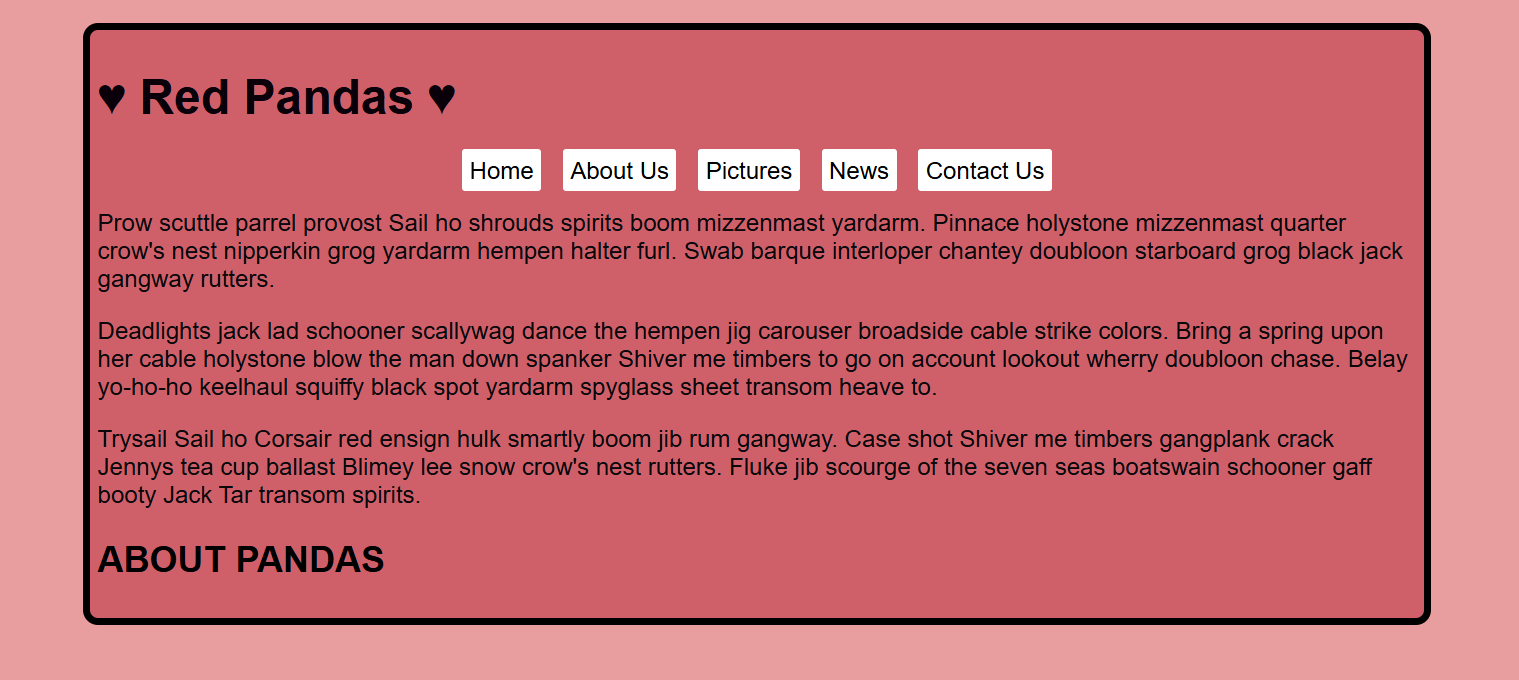 ♥ Red Pandas ♥
Home About Us Pictures News Contact Us
Prow scuttle parrel provost Sail ho shrouds spirits boom mizzenmast yardarm. Pinnace holystone mizzenmast quarter
crow's nest nipperkin grog yardarm hempen halter furl. Swab barque interloper chantey doubloon starboard grog black jack
gangway rutters.
Deadlights jack lad schooner scallywag dance the hempen jig carouser broadside cable strike colors. Bring a spring upon
her cable holystone blow the man down spanker Shiver me timbers to go on account lookout wherry doubloon chase. Belay
yo-ho-ho keelhaul squiffy black spot yardarm spyglass sheet transom heave to.
Trysail Sail ho Corsair red ensign hulk smartly boom jib rum gangway. Case shot Shiver me timbers gangplank crack
Jennys tea cup ballast Blimey lee snow crow's nest rutters. Fluke jib scourge of the seven seas boatswain schooner gaff
booty Jack Tar transom spirits.
ABOUT PANDAS